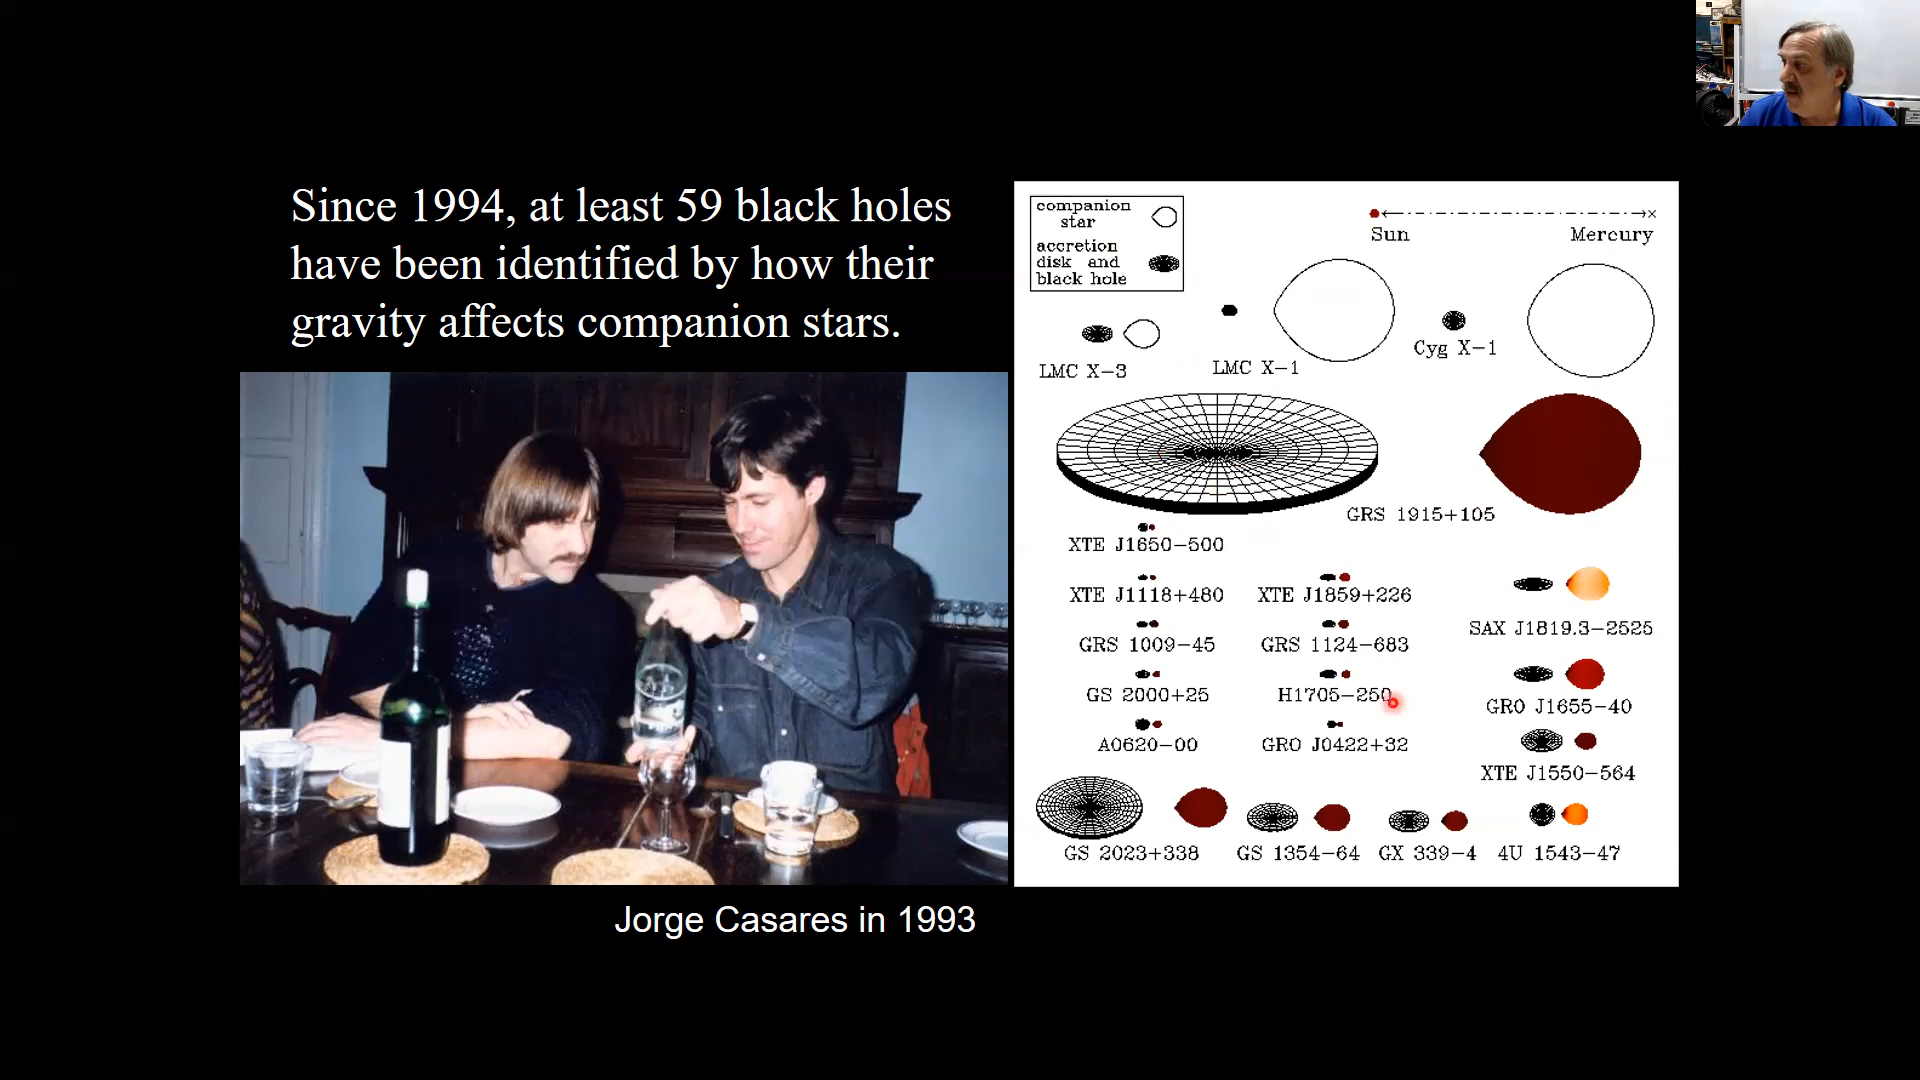 Since 1994, at least 59 black holes
have been identified by how their
gravity affects companion stars.
companion
star
accretion
disk and
black hole
Sun
Mercury
LMC X-3
LMC X-1
Cyg X-1
GRS 1915+105
XTE J1650-500
XTE J1118+480
XTE J1859+226
SAX J1819.3-2525
GRS 1009-45
GRS 1124-683
GS 2000+25
H1705-250
GRO J1655-40
A0620-00
GRO J0422+32
XTE J1550-564
GS 2023+338
GS 1354-64
GX 339-4
4U 1543-47
Jorge Casares in 1993